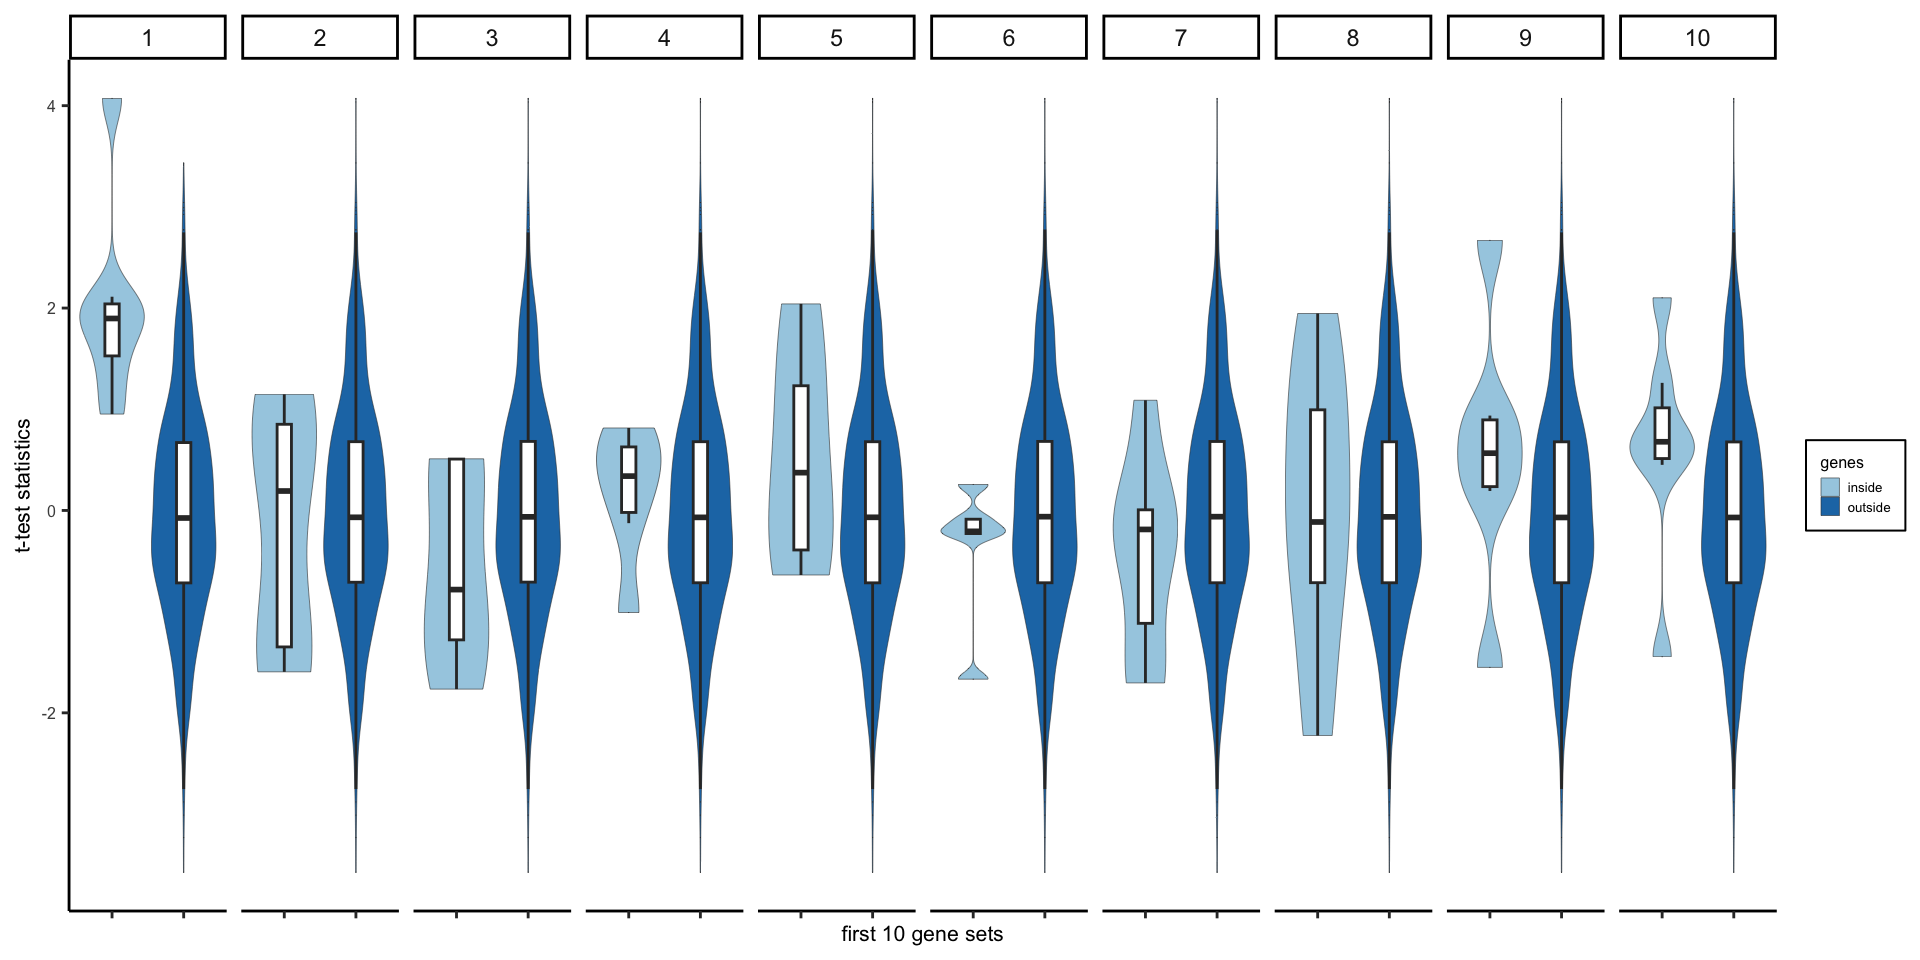 1 2 3 4 5 6 7 8 9 10
4
2
0
-2
t-test statistics
first 10 gene sets
genes
inside
outside